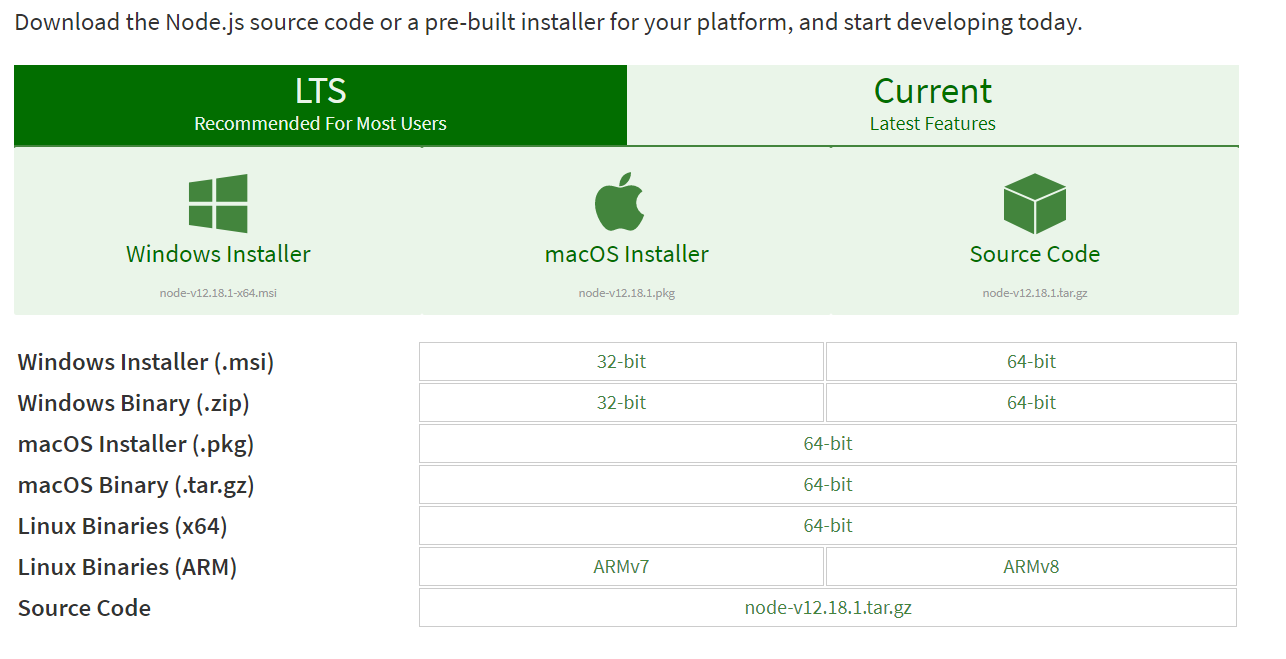 Download the Node.js source code or a pre-built installer for your platform, and start developing today.
LTS
Recommended For Most Users
Current
Latest Features
Windows Installer
node-v12.18.1-x64.msi
macOS Installer
node-v12.18.1.pkg
Source Code
node-v12.18.1.tar.gz
Windows Installer (.msi) 32-bit 64-bit
Windows Binary (.zip) 32-bit 64-bit
macOS Installer (.pkg) 64-bit
macOS Binary (.tar.gz) 64-bit
Linux Binaries (x64) 64-bit
Linux Binaries (ARM) ARMv7 ARMv8
Source Code node-v12.18.1.tar.gz